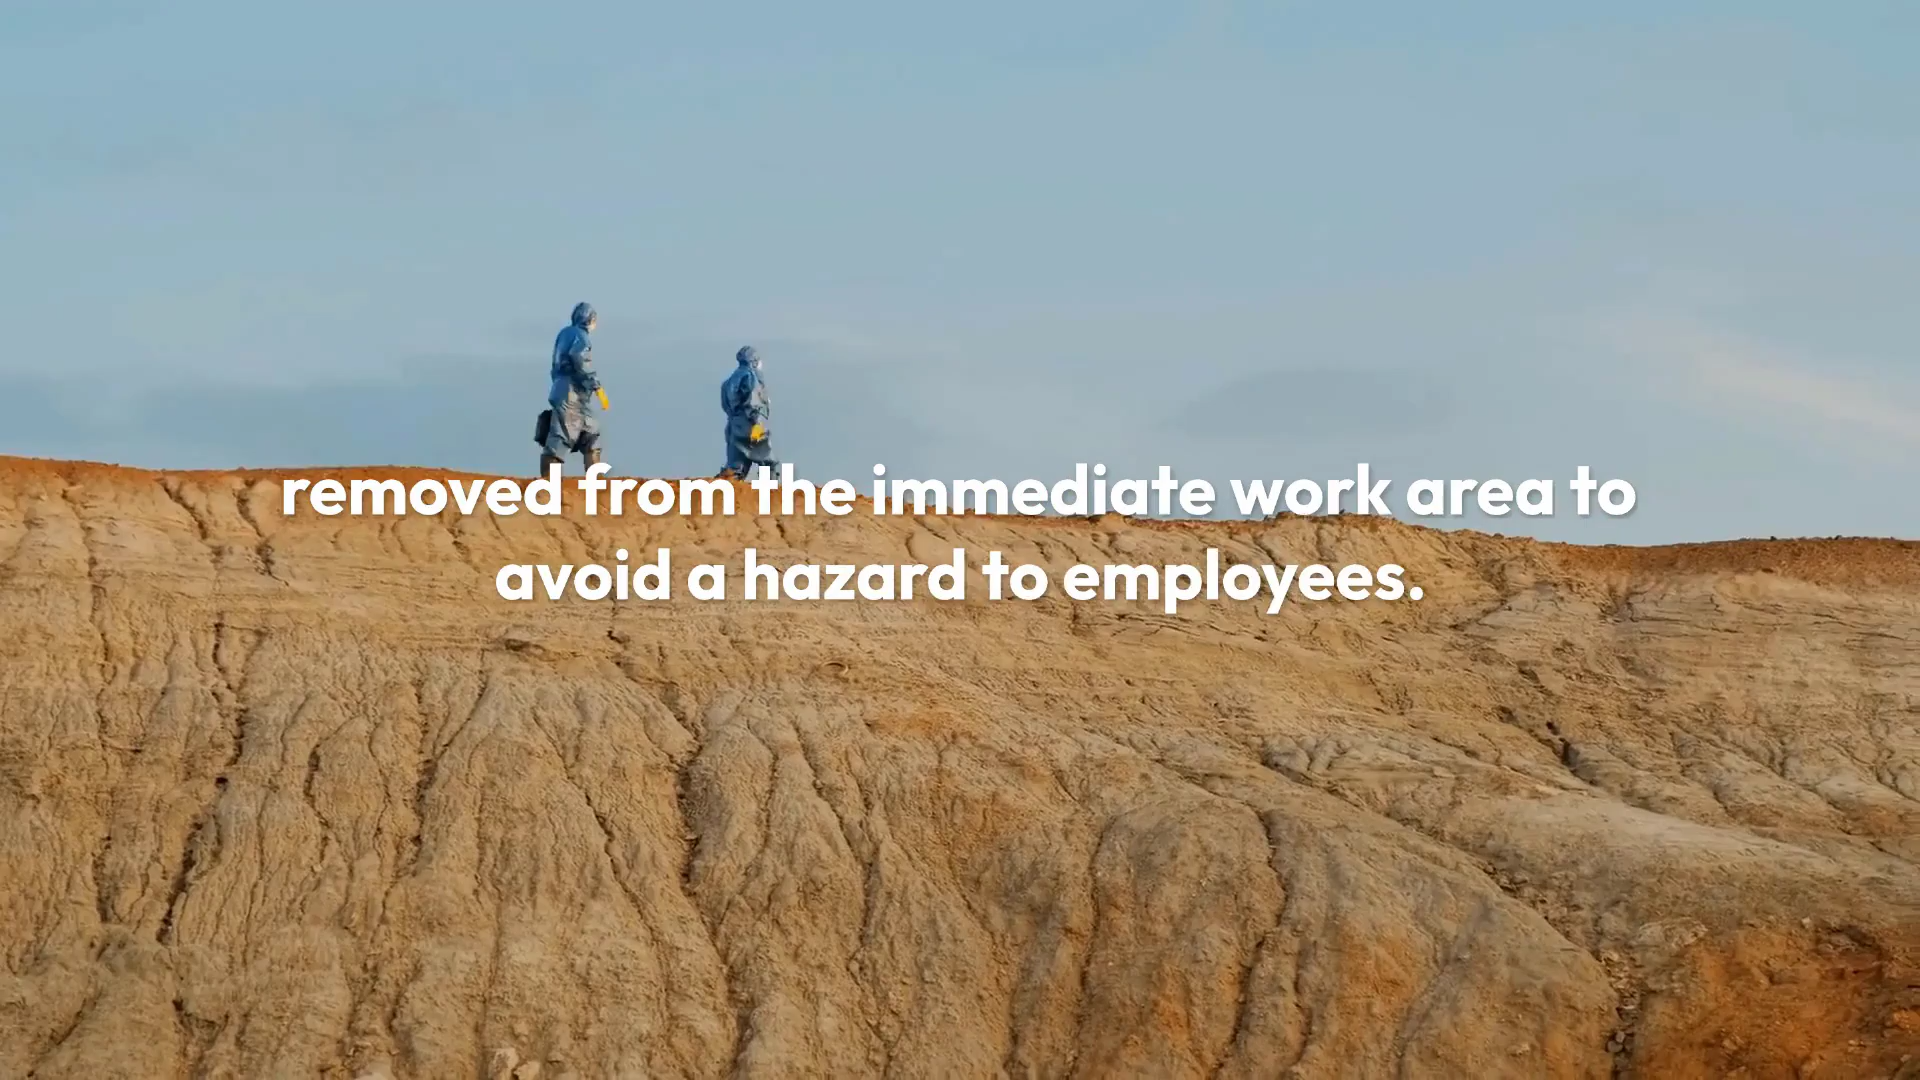 removed from the immediate work area to
avoid a hazard to employees.